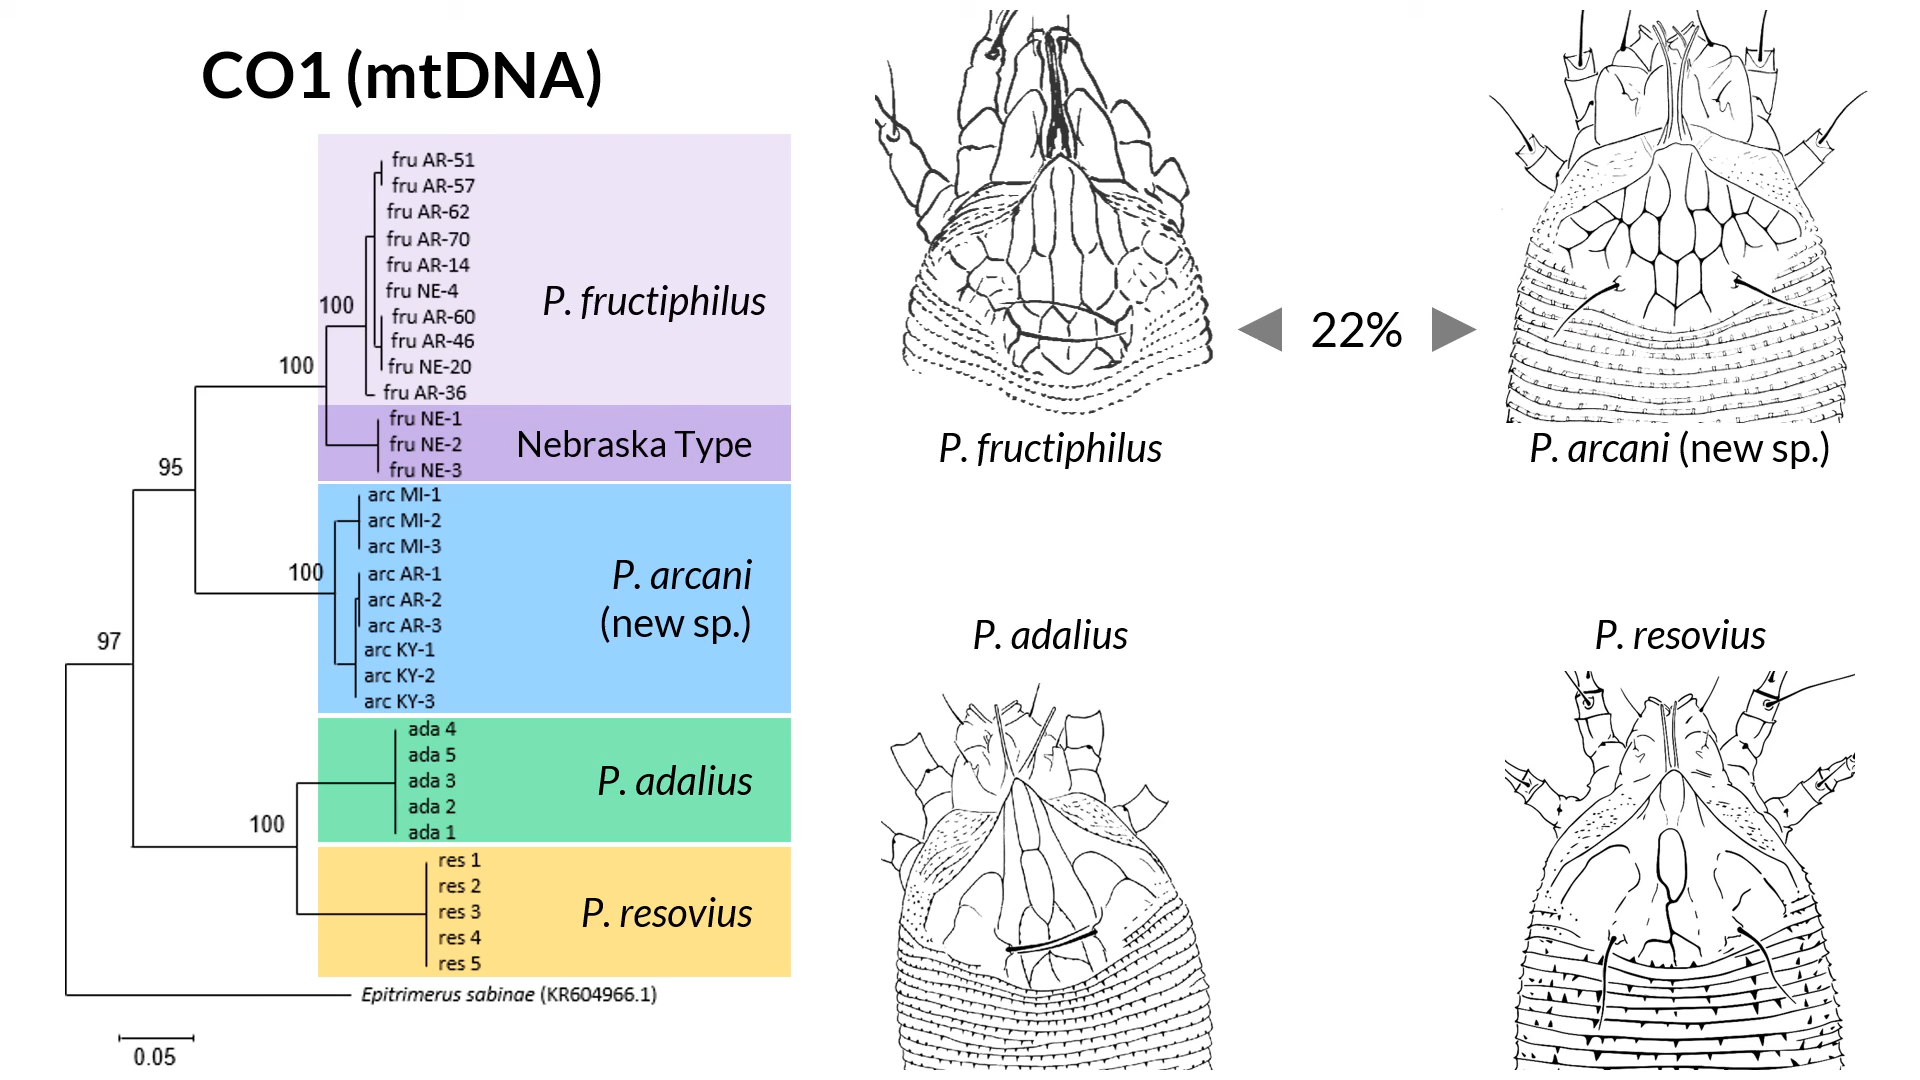 CO1 (mtDNA)
fru AR-51
fru AR-57
fru AR-62
fru AR-70
fru AR-14
fru NE-4
fru AR-60
fru AR-46
fru NE-20
fru AR-36
P. fructiphilus
100
100
fru NE-1
fru NE-2
fru NE-3
Nebraska Type
95
arc MI-1
arc MI-2
arc MI-3
arc AR-1
arc AR-2
arc AR-3
arc KY-1
arc KY-2
arc KY-3
100
P. arcani
(new sp.)
97
ada 4
ada 5
ada 3
ada 2
ada 1
P. adalius
100
res 1
res 2
res 3
res 4
res 5
P. resovius
Epitrimerus sabinae (KR604966.1)
0.05
22%
P. fructiphilus
P. arcani (new sp.)
P. adalius
P. resovius